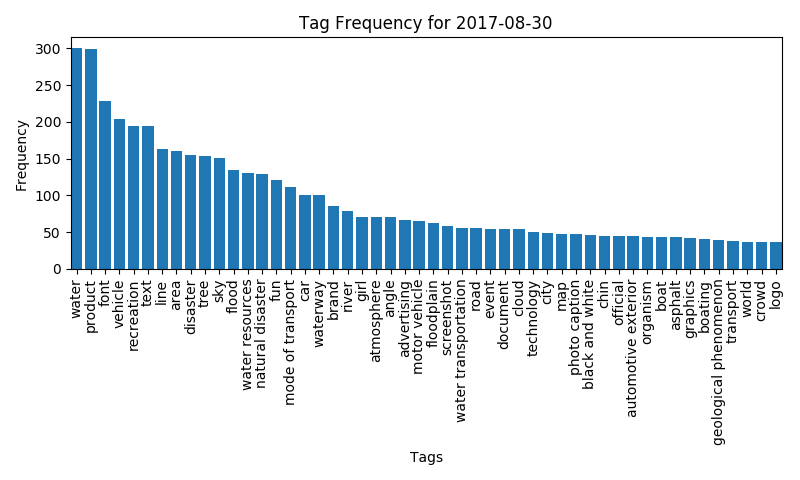 Tag Frequency for 2017-08-30
Frequency
300
250
200
150
100
50
0
water
product
font
vehicle
recreation
text
line
area
disaster
tree
sky
flood
water resources
natural disaster
fun
mode of transport
car
waterway
brand
river
girl
atmosphere
angle
advertising
motor vehicle
floodplain
screenshot
water transportation
road
event
document
cloud
technology
city
map
photo caption
black and white
chin
official
automotive exterior
organism
boat
asphalt
graphics
boating
geological phenomenon
transport
world
crowd
logo
Tags